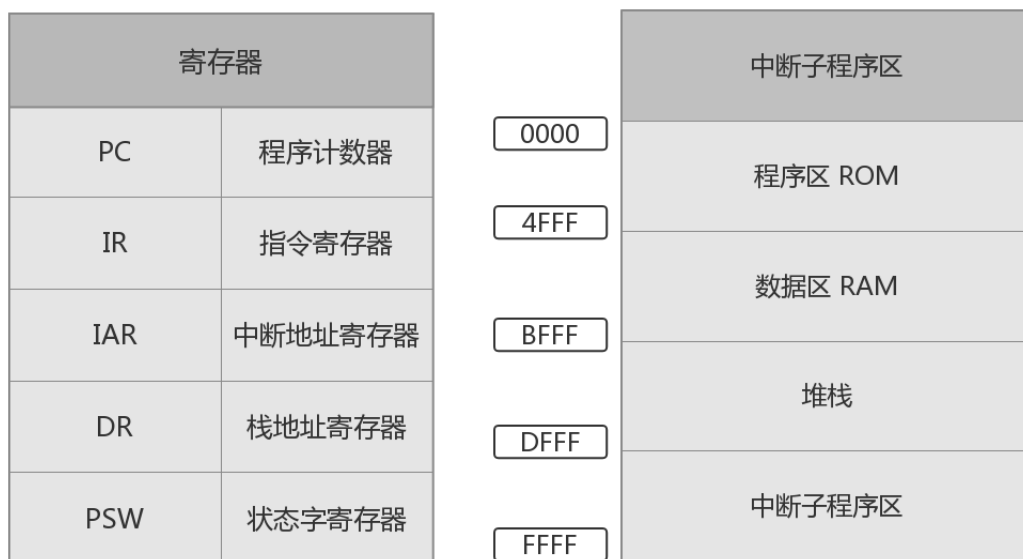 寄存器
PC 程序计数器
IR 指令寄存器
IAR 中断地址寄存器
DR 栈地址寄存器
PSW 状态字寄存器
0000
4FFF
BFFF
DFFF
FFFF
中断子程序区
程序区 ROM
数据区 RAM
堆栈
中断子程序区